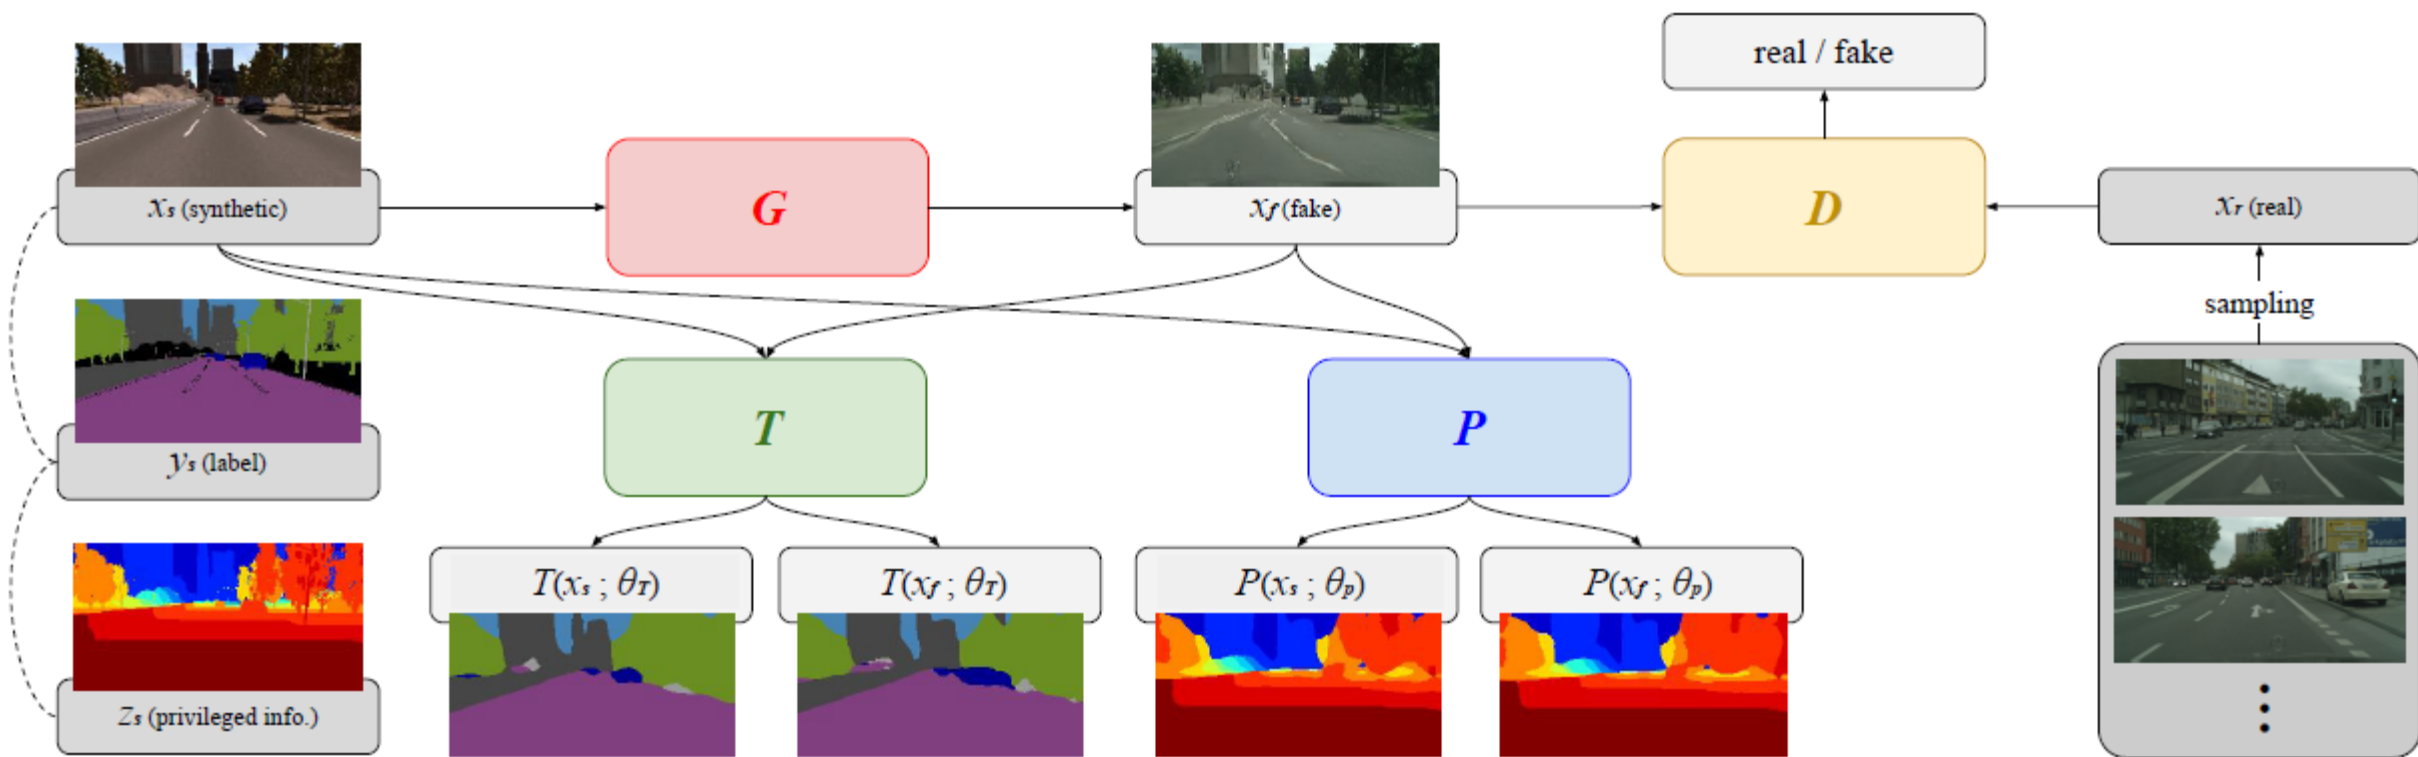 real / fake
xs (synthetic)
G
xf (fake)
D
xr (real)
sampling
T
P
ys (label)
T(xs ; θT)
T(xf ; θT)
P(xs ; θp)
P(xf ; θp)
zs (privileged info.)